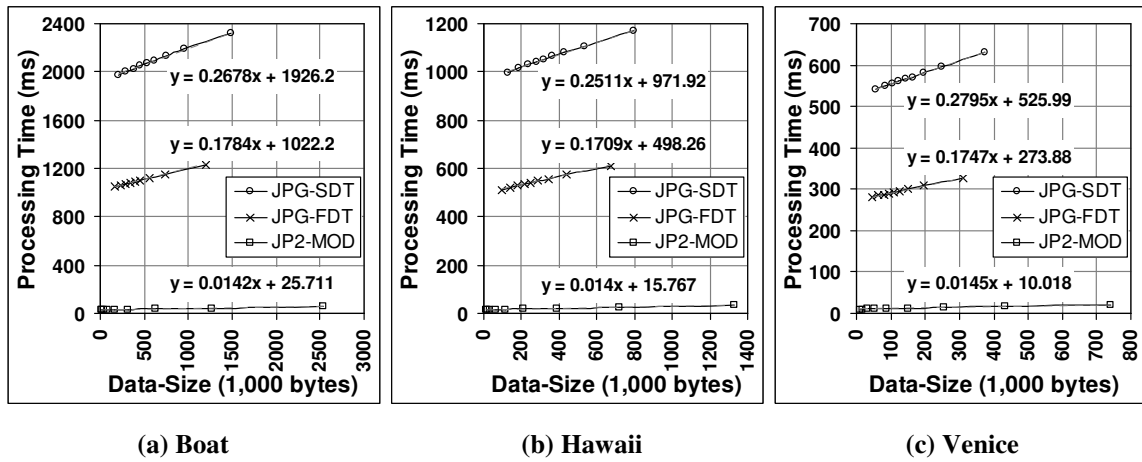 Processing Time (ms)
2400
2000
1600
1200
800
400
0
y = 0.2678x + 1926.2
y = 0.1784x + 1022.2
JPG-SDT
JPG-FDT
JP2-MOD
y = 0.0142x + 25.711
0
500
1000
1500
2000
2500
3000
Data-Size (1,000 bytes)
(a) Boat
Processing Time (ms)
1200
1000
800
600
400
200
0
y = 0.2511x + 971.92
y = 0.1709x + 498.26
JPG-SDT
JPG-FDT
JP2-MOD
y = 0.014x + 15.767
0
200
400
600
800
1000
1200
1400
Data-Size (1,000 bytes)
(b) Hawaii
Processing Time (ms)
700
600
500
400
300
200
100
0
y = 0.2795x + 525.99
y = 0.1747x + 273.88
JPG-SDT
JPG-FDT
JP2-MOD
y = 0.0145x + 10.018
0
100
200
300
400
500
600
700
800
Data-Size (1,000 bytes)
(c) Venice